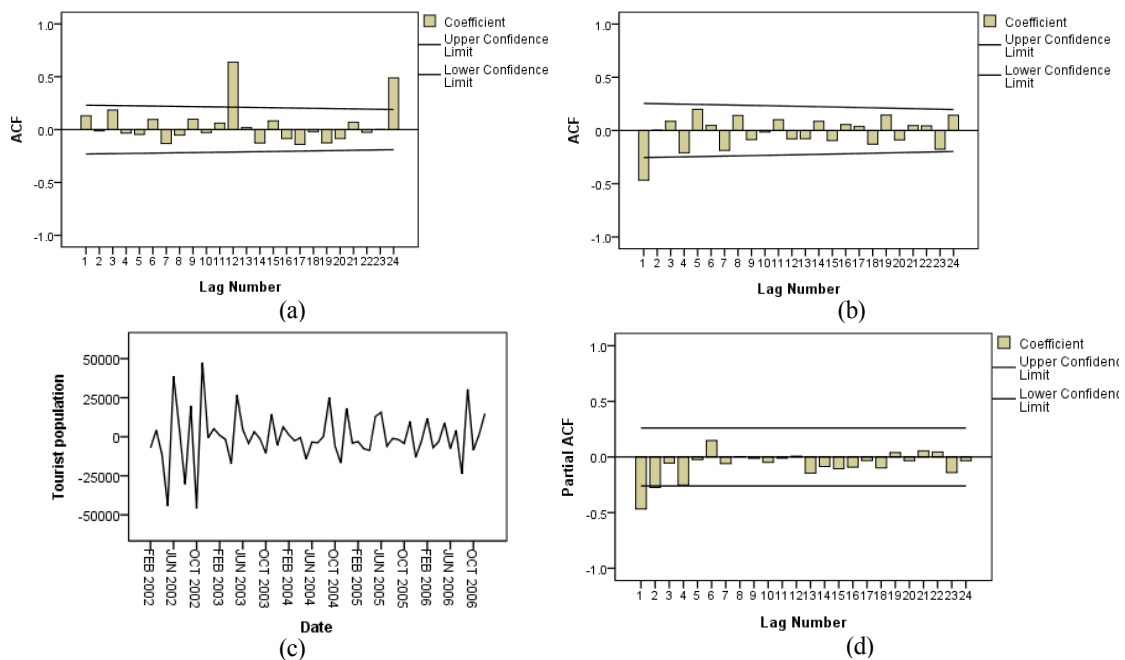 1.0
0.5
0.0
-0.5
-1.0
ACF
1 2 3 4 5 6 7 8 9 10 11 12 13 14 15 16 17 18 19 20 21 22 23 24
Lag Number
Coefficient
Upper Confidence
Limit
Lower Confidence
Limit
(a)
1.0
0.5
0.0
-0.5
-1.0
ACF
1 2 3 4 5 6 7 8 9 10 11 12 13 14 15 16 17 18 19 20 21 22 23 24
Lag Number
Coefficient
Upper Confidence
Limit
Lower Confidence
Limit
(b)
50000
25000
0
-25000
-50000
Tourist population
FEB 2002
JUN 2002
OCT 2002
FEB 2003
JUN 2003
OCT 2003
FEB 2004
JUN 2004
OCT 2004
FEB 2005
JUN 2005
OCT 2005
FEB 2006
JUN 2006
OCT 2006
Date
(c)
1.0
0.5
0.0
-0.5
-1.0
Partial ACF
1 2 3 4 5 6 7 8 9 10 11 12 13 14 15 16 17 18 19 20 21 22 23 24
Lag Number
Coefficient
Upper Confidenc
Limit
Lower Confidenc
Limit
(d)